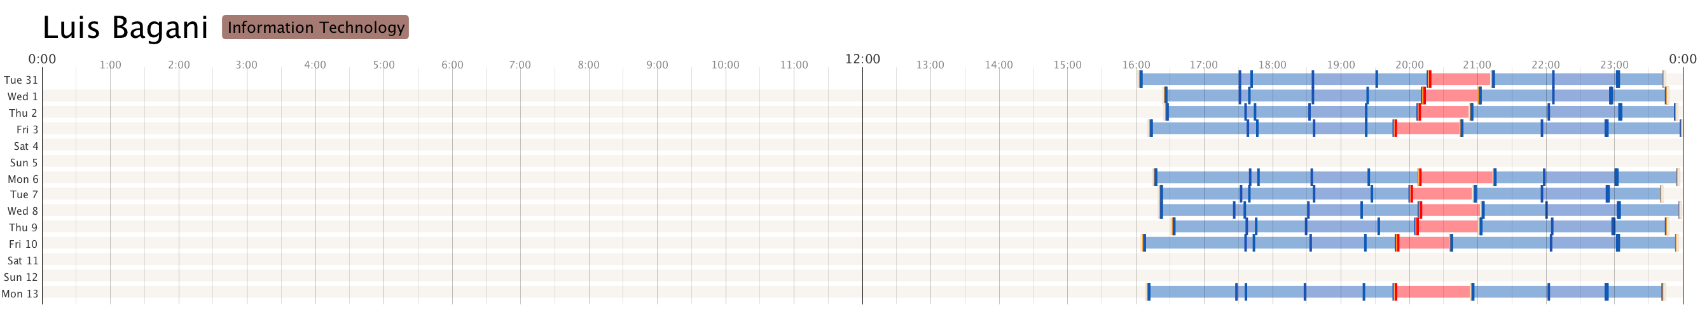 Luis Bagani Information Technology
0:00 12:00 0:00
1:00 2:00 3:00 4:00 5:00 6:00 7:00 8:00 9:00 10:00 11:00 13:00 14:00 15:00 16:00 17:00 18:00 19:00 20:00 21:00 22:00 23:00
Tue 31
Wed 1
Thu 2
Fri 3
Sat 4
Sun 5
Mon 6
Tue 7
Wed 8
Thu 9
Fri 10
Sat 11
Sun 12
Mon 13